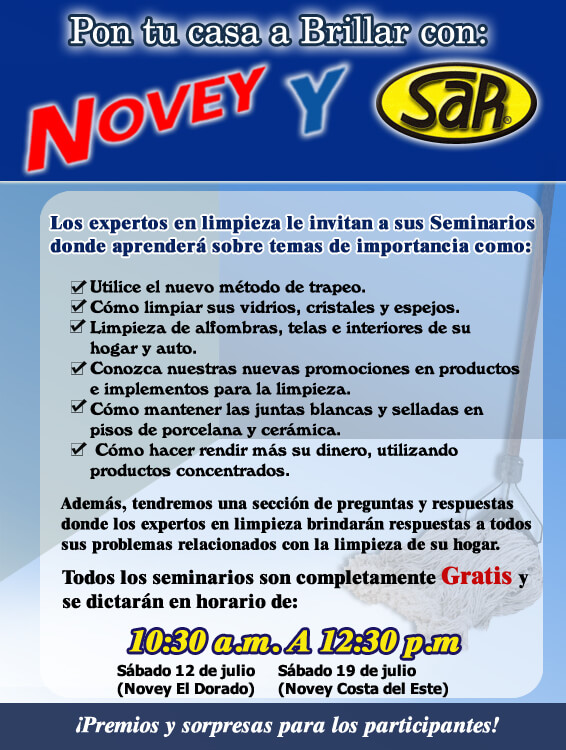 Pon tu casa a Brillar con:
NOVEY Y SaR®
Los expertos en limpieza le invitan a sus Seminarios
donde aprenderá sobre temas de importancia como:
Utilice el nuevo método de trapeo.
Cómo limpiar sus vidrios, cristales y espejos.
Limpieza de alfombras, telas e interiores de su
hogar y auto.
Conozca nuestras nuevas promociones en productos
e implementos para la limpieza.
Cómo mantener las juntas blancas y selladas en
pisos de porcelana y cerámica.
Cómo hacer rendir más su dinero, utilizando
productos concentrados.
Además, tendremos una sección de preguntas y respuestas
donde los expertos en limpieza brindarán respuestas a todos
sus problemas relacionados con la limpieza de su hogar.
Todos los seminarios son completamente Gratis y
se dictarán en horario de:
10:30 a.m. A 12:30 p.m
Sábado 12 de julio Sábado 19 de julio
(Novey El Dorado) (Novey Costa del Este)
¡Premios y sorpresas para los participantes!